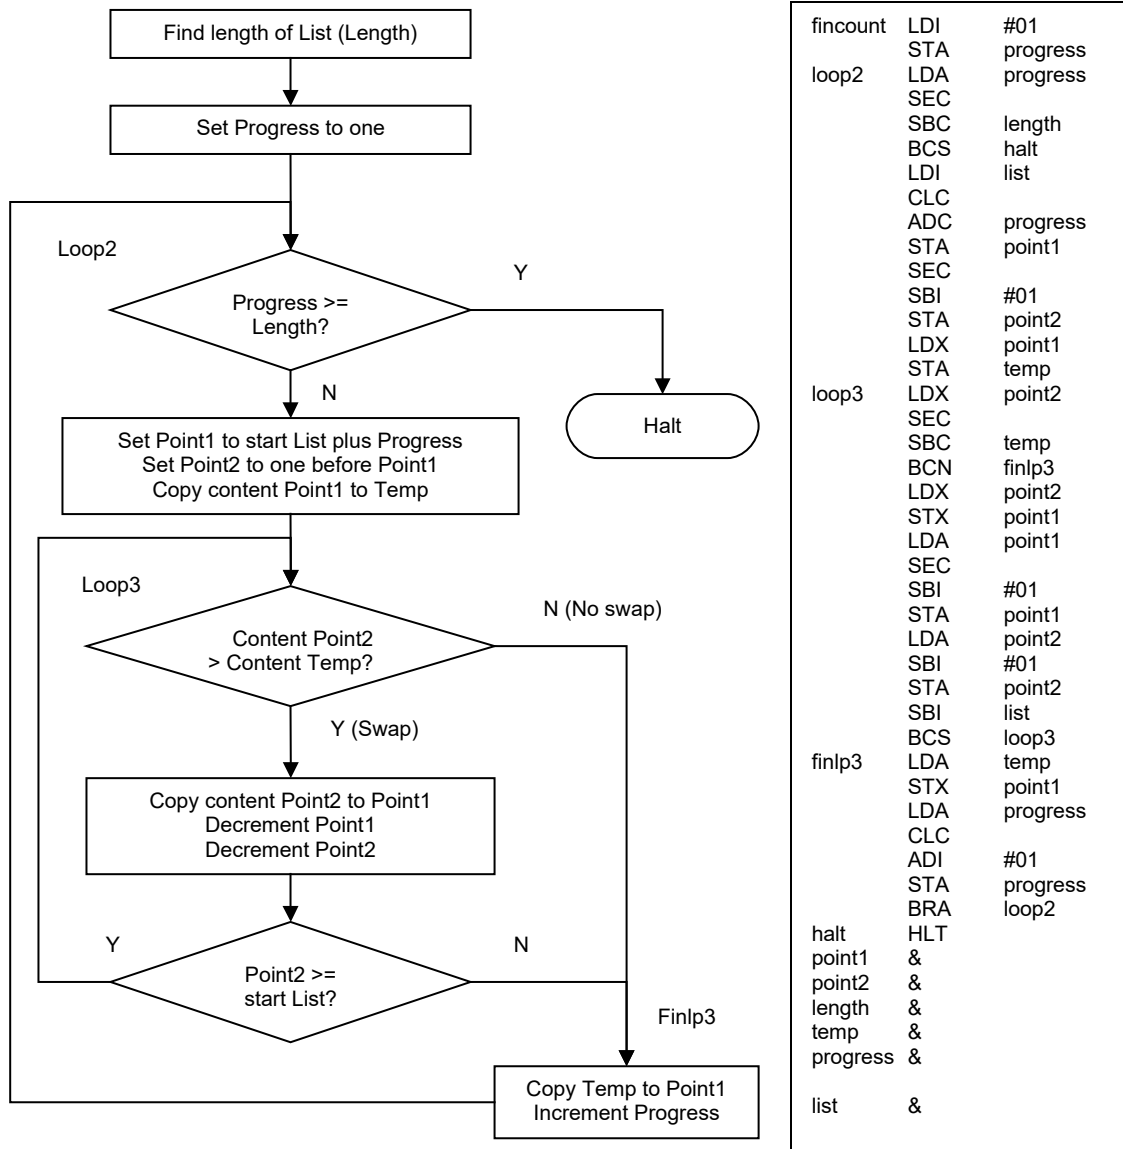 Find length of List (Length)
Set Progress to one
Loop2
Y
Progress >=
Length?
N
Set Point1 to start List plus Progress
Set Point2 to one before Point1
Copy content Point1 to Temp
Halt
Loop3
N (No swap)
Content Point2
> Content Temp?
Y (Swap)
Copy content Point2 to Point1
Decrement Point1
Decrement Point2
Y
N
Point2 >=
start List?
Finlp3
Copy Temp to Point1
Increment Progress
fincount LDI #01
STA progress
loop2 LDA progress
SEC
SBC length
BCS halt
LDI list
CLC
ADC progress
STA point1
SEC
SBI #01
STA point2
LDX point1
STA temp
loop3 LDX point2
SEC
SBC temp
BCN finlp3
LDX point2
STX point1
LDA point1
SEC
SBI #01
STA point1
LDA point2
SBI #01
STA point2
SBI list
BCS loop3
finlp3 LDA temp
STX point1
LDA progress
CLC
ADI #01
STA progress
BRA loop2
halt HLT
point1 &
point2 &
length &
temp &
progress &
list &